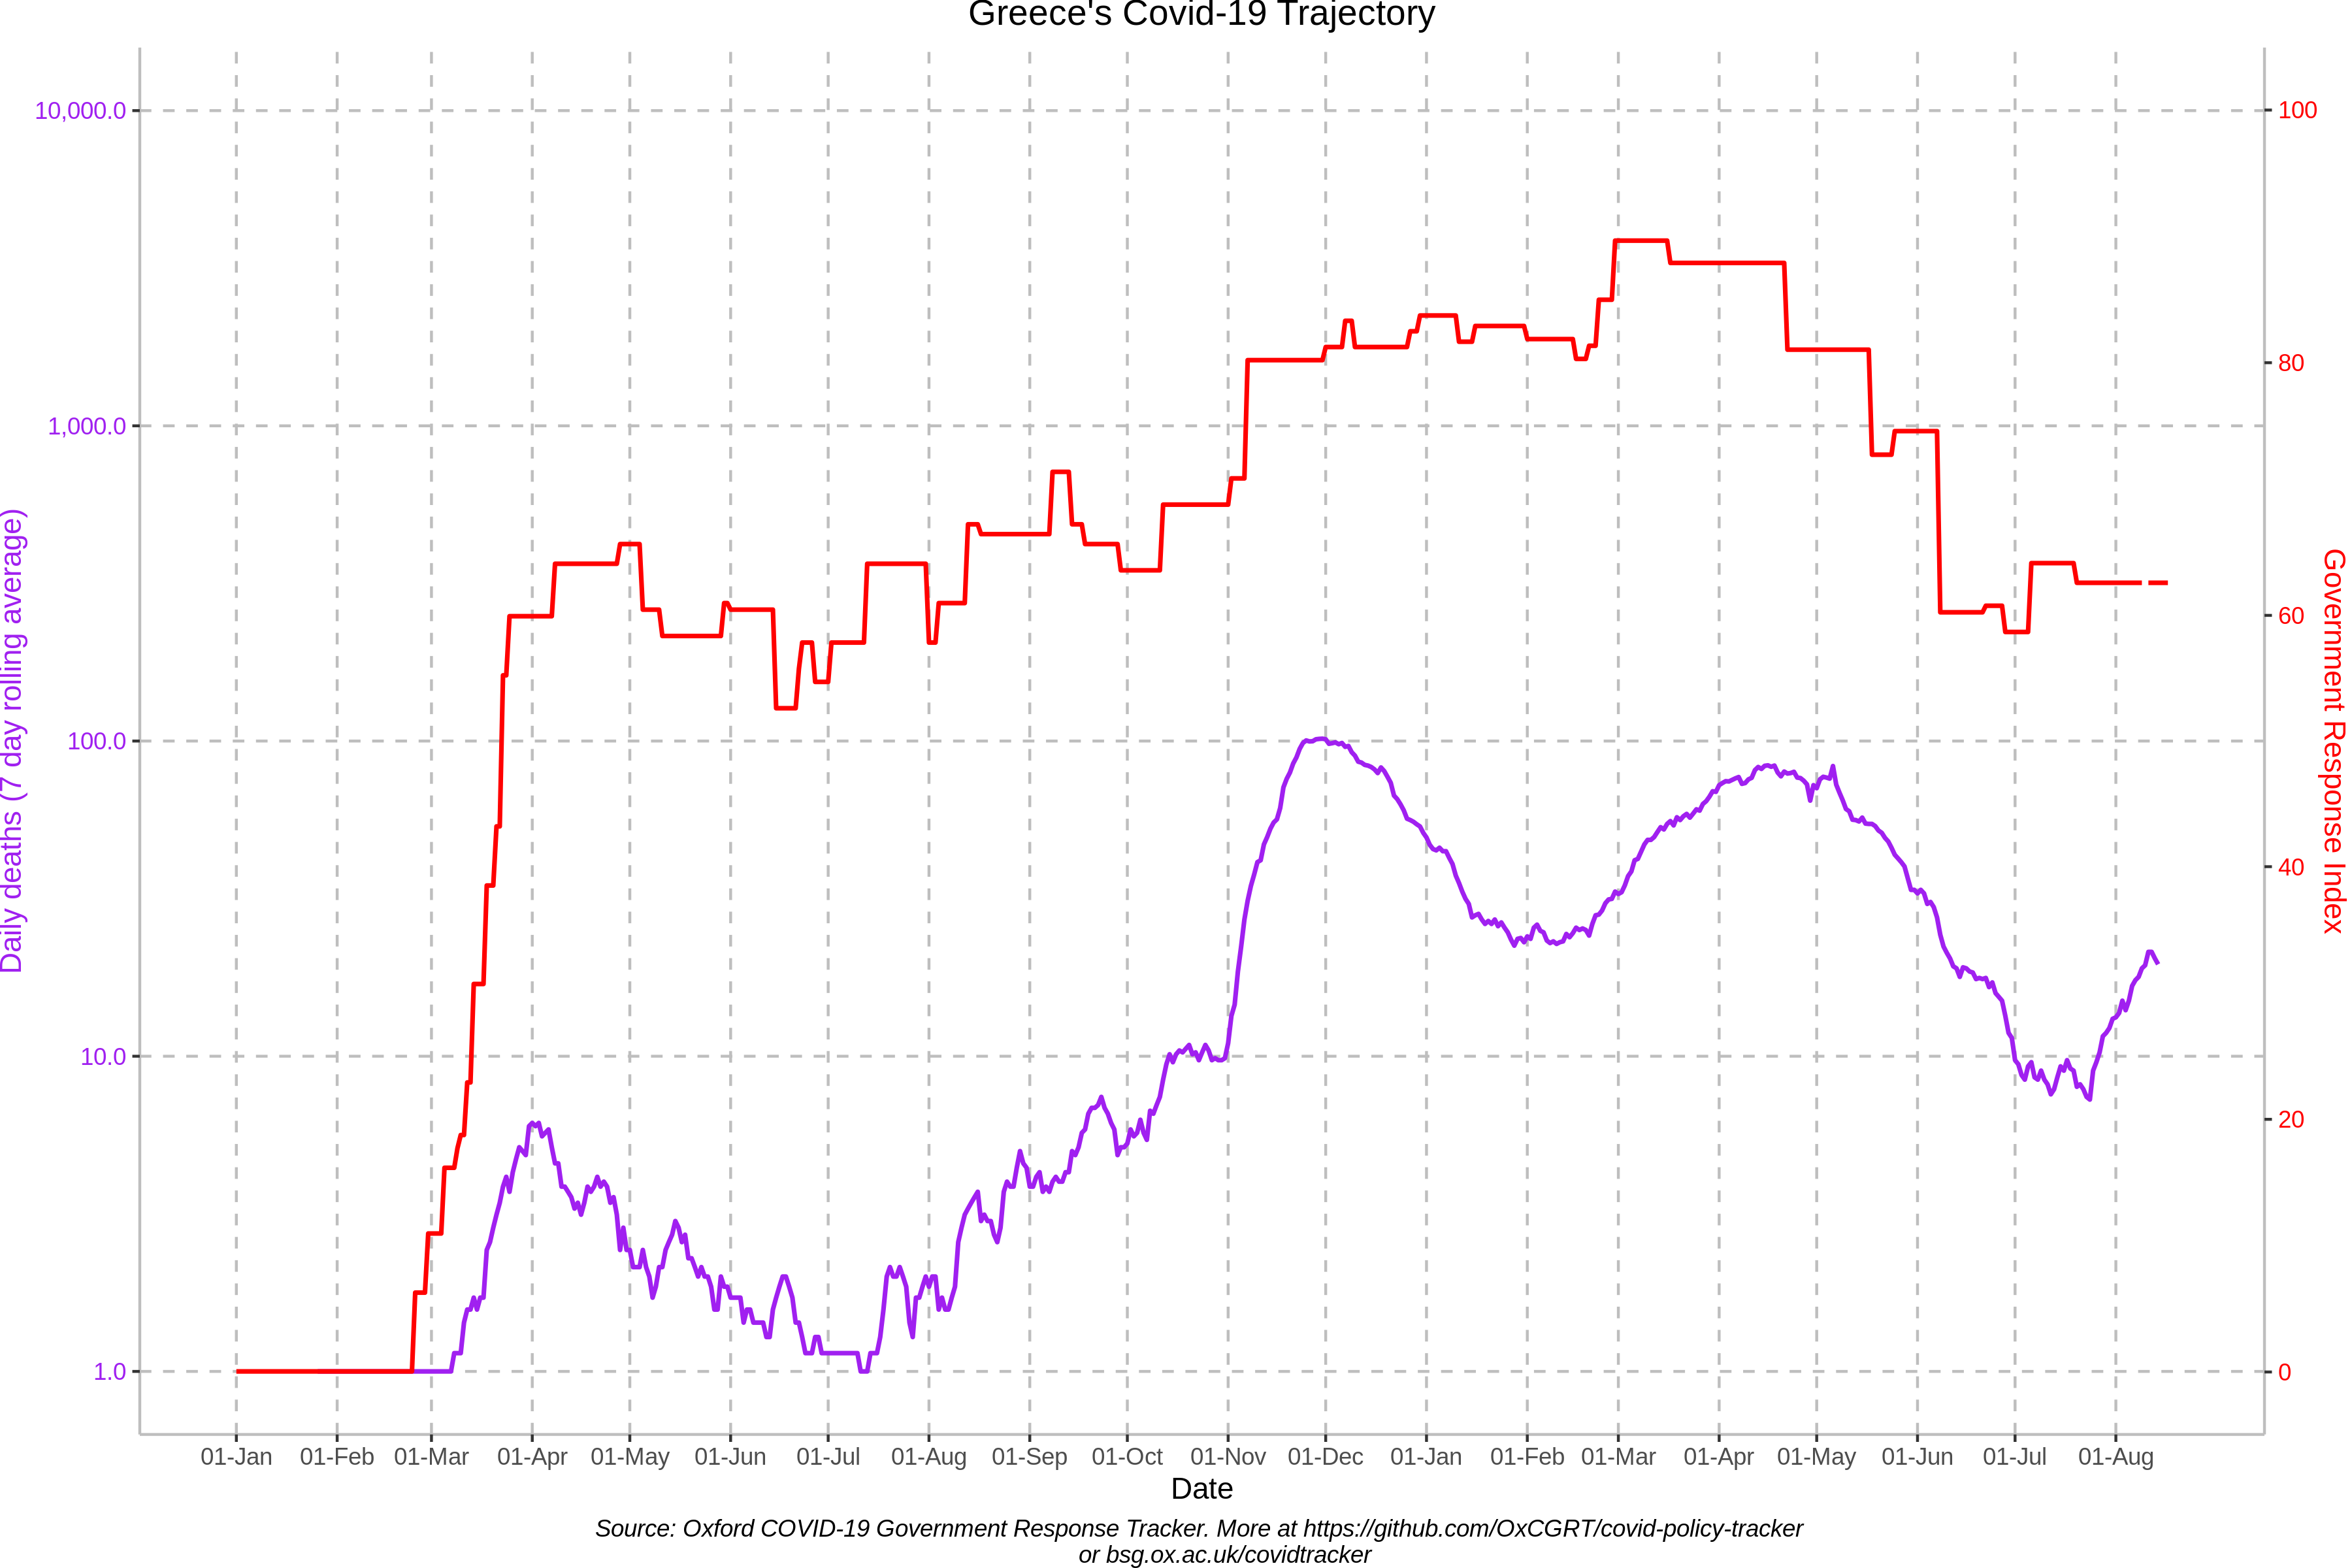 Greece's Covid-19 Trajectory
10,000.0
1,000.0
100.0
10.0
1.0
Daily deaths (7 day rolling average)
100
80
60
40
20
0
Government Response Index
01-Jan 01-Feb 01-Mar 01-Apr 01-May 01-Jun 01-Jul 01-Aug 01-Sep 01-Oct 01-Nov 01-Dec 01-Jan 01-Feb 01-Mar 01-Apr 01-May 01-Jun 01-Jul 01-Aug
Date
Source: Oxford COVID-19 Government Response Tracker. More at https://github.com/OxCGRT/covid-policy-tracker
or bsg.ox.ac.uk/covidtracker